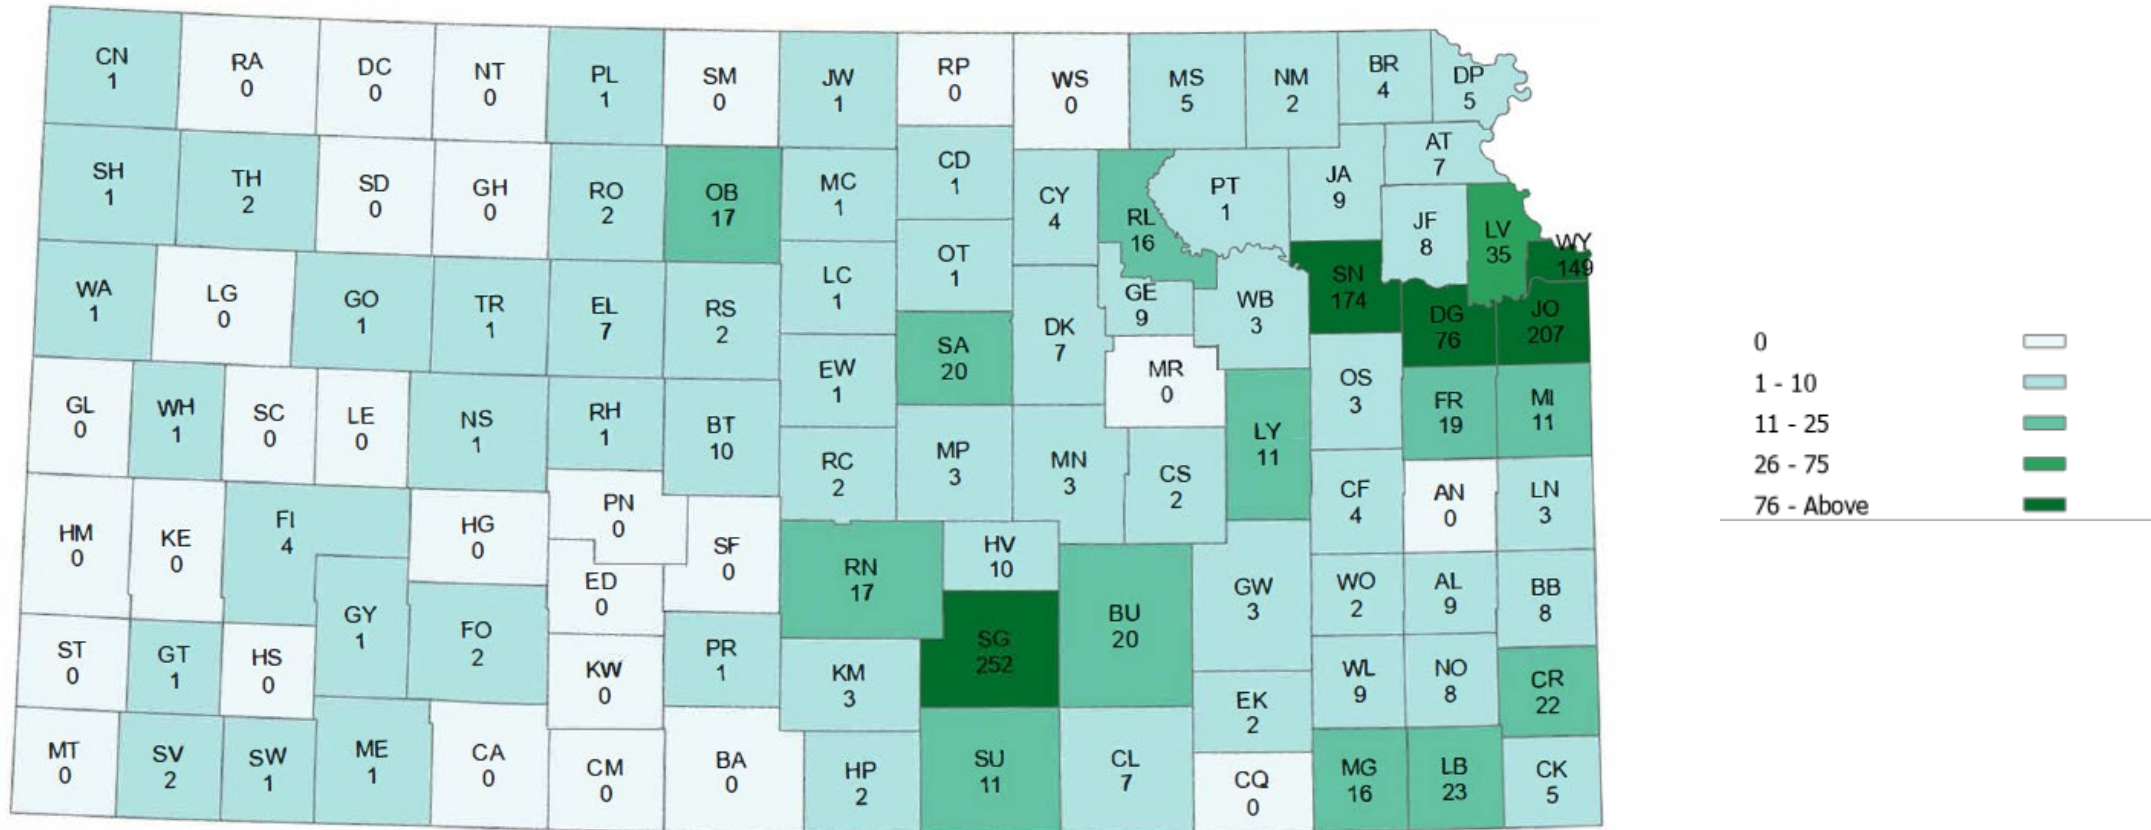 CN
1
RA
0
DC
0
NT
0
PL
1
SM
0
JW
1
RP
0
WS
0
MS
5
NM
2
BR
4
DP
5
SH
1
TH
2
SD
0
GH
0
RO
2
OB
17
MC
1
CD
1
CY
4
RL
16
PT
1
JA
9
AT
7
JF
8
LV
35
WY
149
WA
1
LG
0
GO
1
TR
1
EL
7
RS
2
LC
1
OT
1
SA
20
DK
7
GE
9
WB
3
SN
174
DG
76
JO
207
GL
0
WH
1
SC
0
LE
0
NS
1
RH
1
BT
10
EW
1
MR
0
OS
3
FR
19
MI
11
RC
2
MP
3
MN
3
CS
2
LY
11
CF
4
AN
0
LN
3
HM
0
KE
0
FI
4
HG
0
PN
0
SF
0
ED
0
RN
17
HV
10
BU
20
GW
3
WO
2
AL
9
BB
8
ST
0
GT
1
HS
0
GY
1
FO
2
KW
0
PR
1
KM
3
SG
252
EK
2
WL
9
NO
8
CR
22
MT
0
SV
2
SW
1
ME
1
CA
0
CM
0
BA
0
HP
2
SU
11
CL
7
CQ
0
MG
16
LB
23
CK
5
0
1 - 10
11 - 25
26 - 75
76 - Above